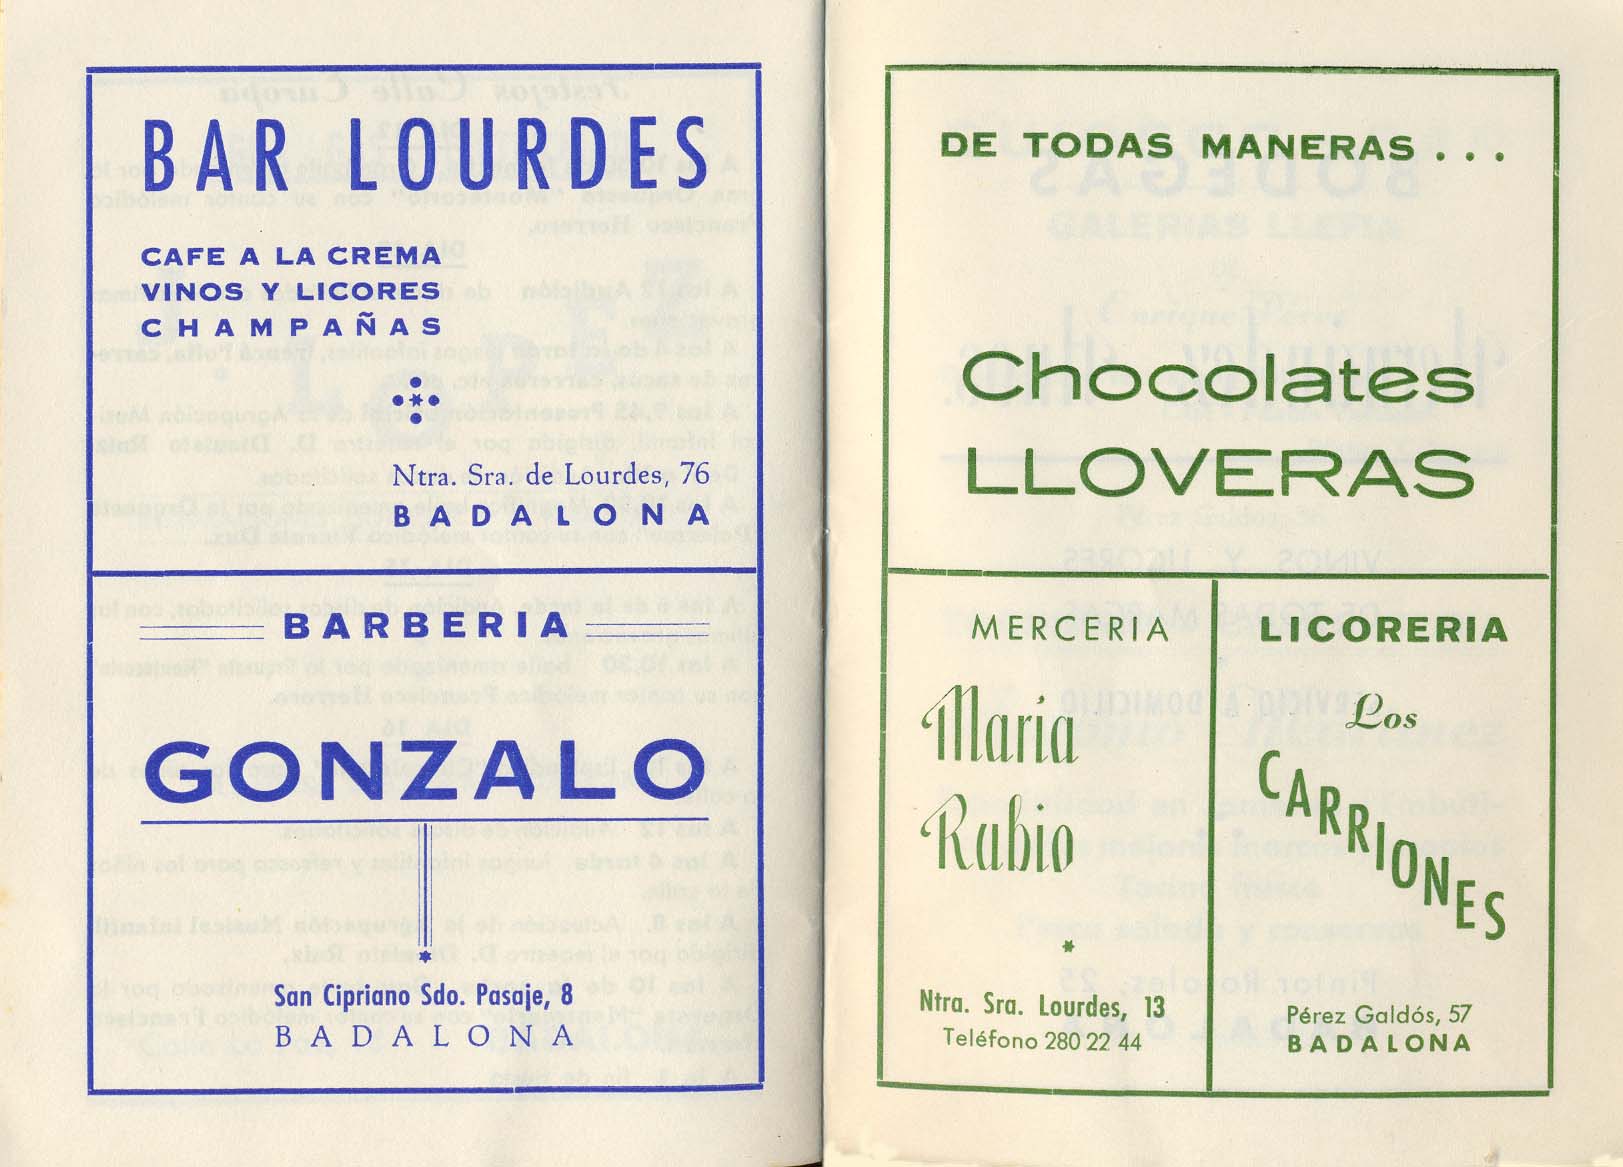 BAR LOURDES
CAFE A LA CREMA
VINOS Y LICORES
CHAMPAÑAS
Ntra. Sra. de Lourdes, 76
BADALONA
BARBERIA
GONZALO
San Cipriano Sdo. Pasaje, 8
BADALONA
DE TODAS MANERAS...
Chocolates
LLOVERAS
MERCERIA
Maria
Rubio
Ntra. Sra. Lourdes, 13
Teléfono 280 22 44
LICORERIA
Los
CARRIONES
Pérez Galdós, 57
BADALONA